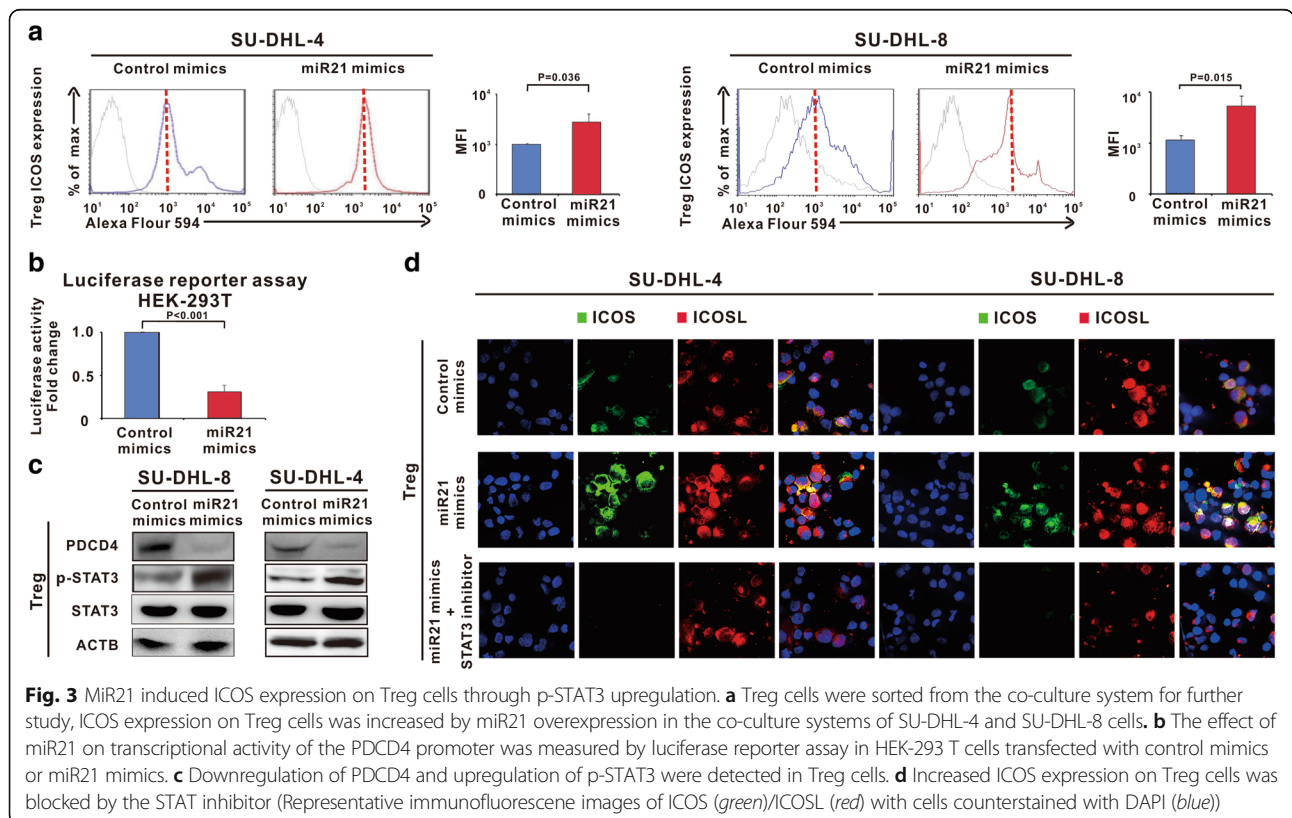 a
SU-DHL-4
Control mimics
miR21 mimics
Treg ICOS expression
% of max
10¹ 10² 10³ 10⁴ 10⁵
10¹ 10² 10³ 10⁴ 10⁵
Alexa Flour 594
P=0.036
MFI
10⁴
10³
0
Control mimics
miR21 mimics
SU-DHL-8
Control mimics
miR21 mimics
Treg ICOS expression
% of max
10¹ 10² 10³ 10⁴ 10⁵
10¹ 10² 10³ 10⁴ 10⁵
Alexa Flour 594
P=0.015
MFI
10⁴
10³
0
Control mimics
miR21 mimics
b
Luciferase reporter assay
HEK-293T
P<0.001
Luciferase activity
Fold change
1.0
0.5
0
Control mimics
miR21 mimics
c
SU-DHL-8
SU-DHL-4
Control mimics
miR21 mimics
Control mimics
miR21 mimics
Treg
PDCD4
p-STAT3
STAT3
ACTB
d
SU-DHL-4
SU-DHL-8
ICOS
ICOSL
ICOS
ICOSL
Treg
Control mimics
miR21 mimics
miR21 mimics
+
STAT3 inhibitor
Fig. 3 MiR21 induced ICOS expression on Treg cells through p-STAT3 upregulation. a Treg cells were sorted from the co-culture system for further
study, ICOS expression on Treg cells was increased by miR21 overexpression in the co-culture systems of SU-DHL-4 and SU-DHL-8 cells. b The effect of
miR21 on transcriptional activity of the PDCD4 promoter was measured by luciferase reporter assay in HEK-293 T cells transfected with control mimics
or miR21 mimics. c Downregulation of PDCD4 and upregulation of p-STAT3 were detected in Treg cells. d Increased ICOS expression on Treg cells was
blocked by the STAT inhibitor (Representative immunofluorescene images of ICOS (green)/ICOSL (red) with cells counterstained with DAPI (blue))